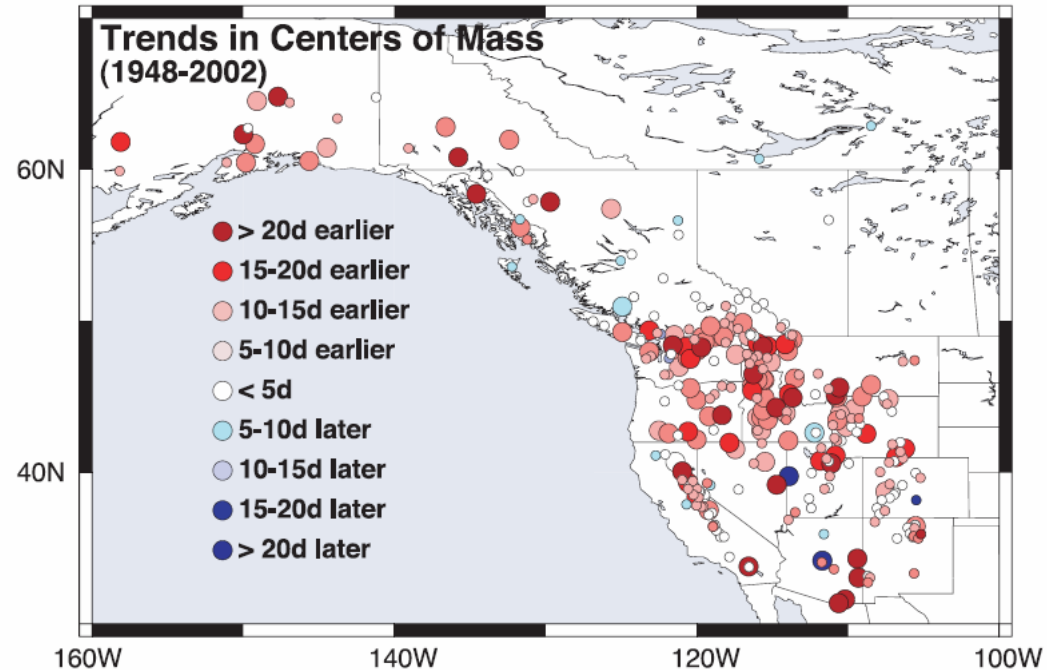 Trends in Centers of Mass
(1948-2002)
60N
> 20d earlier
15-20d earlier
10-15d earlier
5-10d earlier
< 5d
5-10d later
10-15d later
15-20d later
> 20d later
40N
160W
140W
120W
100W